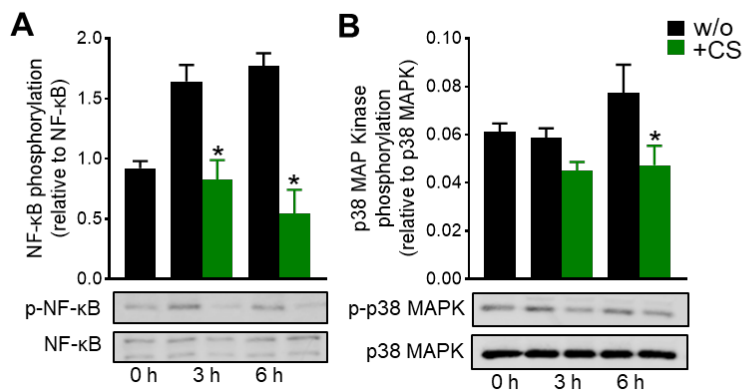 A
B
w/o
+CS
NF-κB phosphorylation
(relative to NF-κB)
2.0
1.5
1.0
0.5
0.0
*
*
p38 MAP Kinase
phosphorylation
(relative to p38 MAPK)
0.10
0.08
0.06
0.04
0.02
0.00
*
p-NF-κB
NF-κB
0 h 3 h 6 h
p-p38 MAPK
p38 MAPK
0 h 3 h 6 h